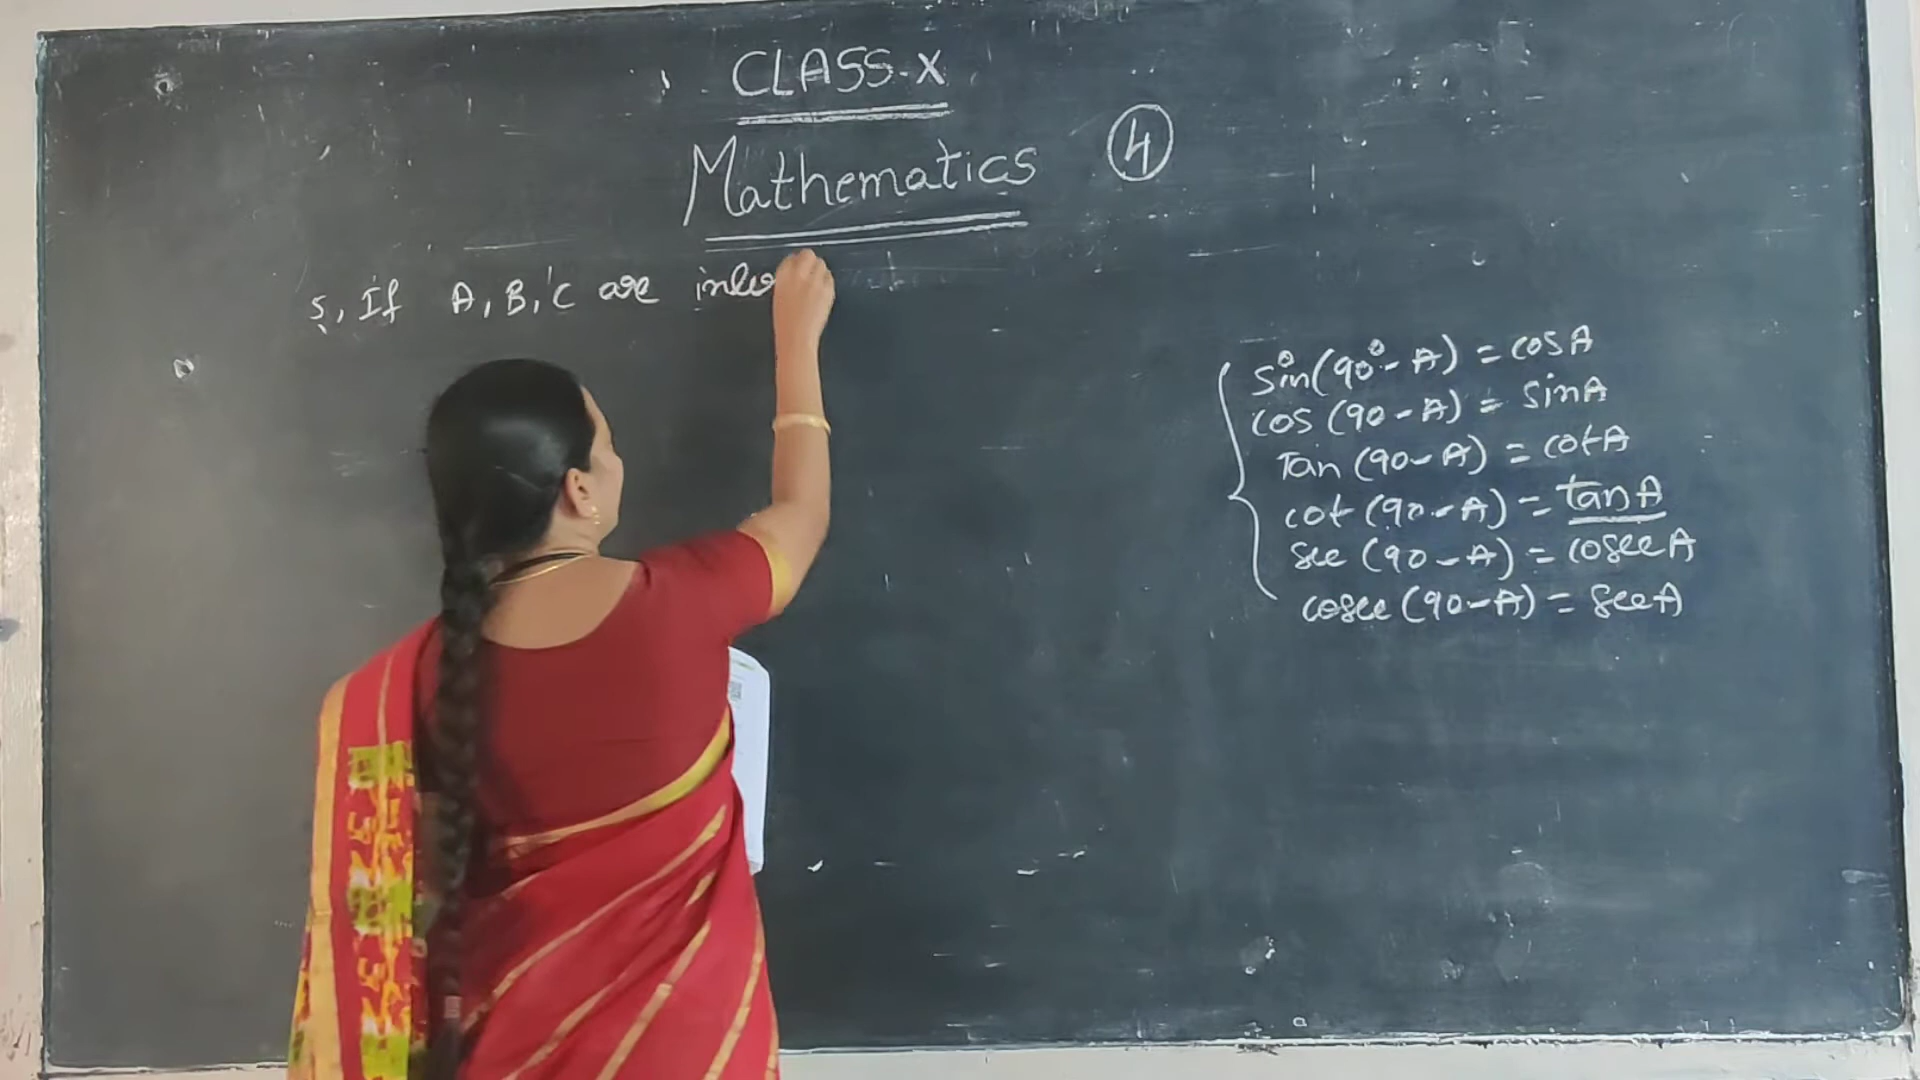 CLASS-X
Mathematics 4
5, If A, B, C are
sin(90°-A) = cosA
cos (90-A) = sinA
Tan (90-A) = cotA
cot (90-A) = tanA
sec (90-A) = cosecA
cosec (90-A) = secA